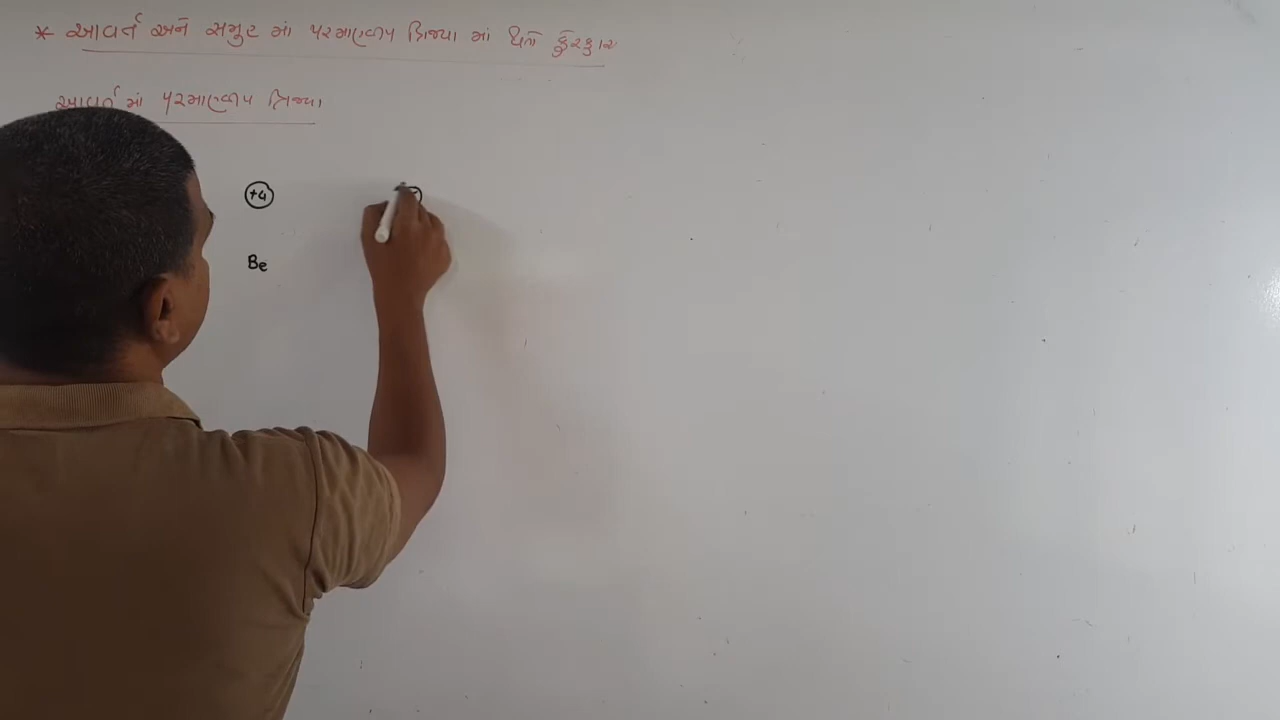 * આવર્ત અને સમુહ માં પરમાણ્વીય ત્રિજ્યા માં થતો ફેરફાર
આવર્ત માં પરમાણ્વીય ત્રિજ્યા
+4
Be